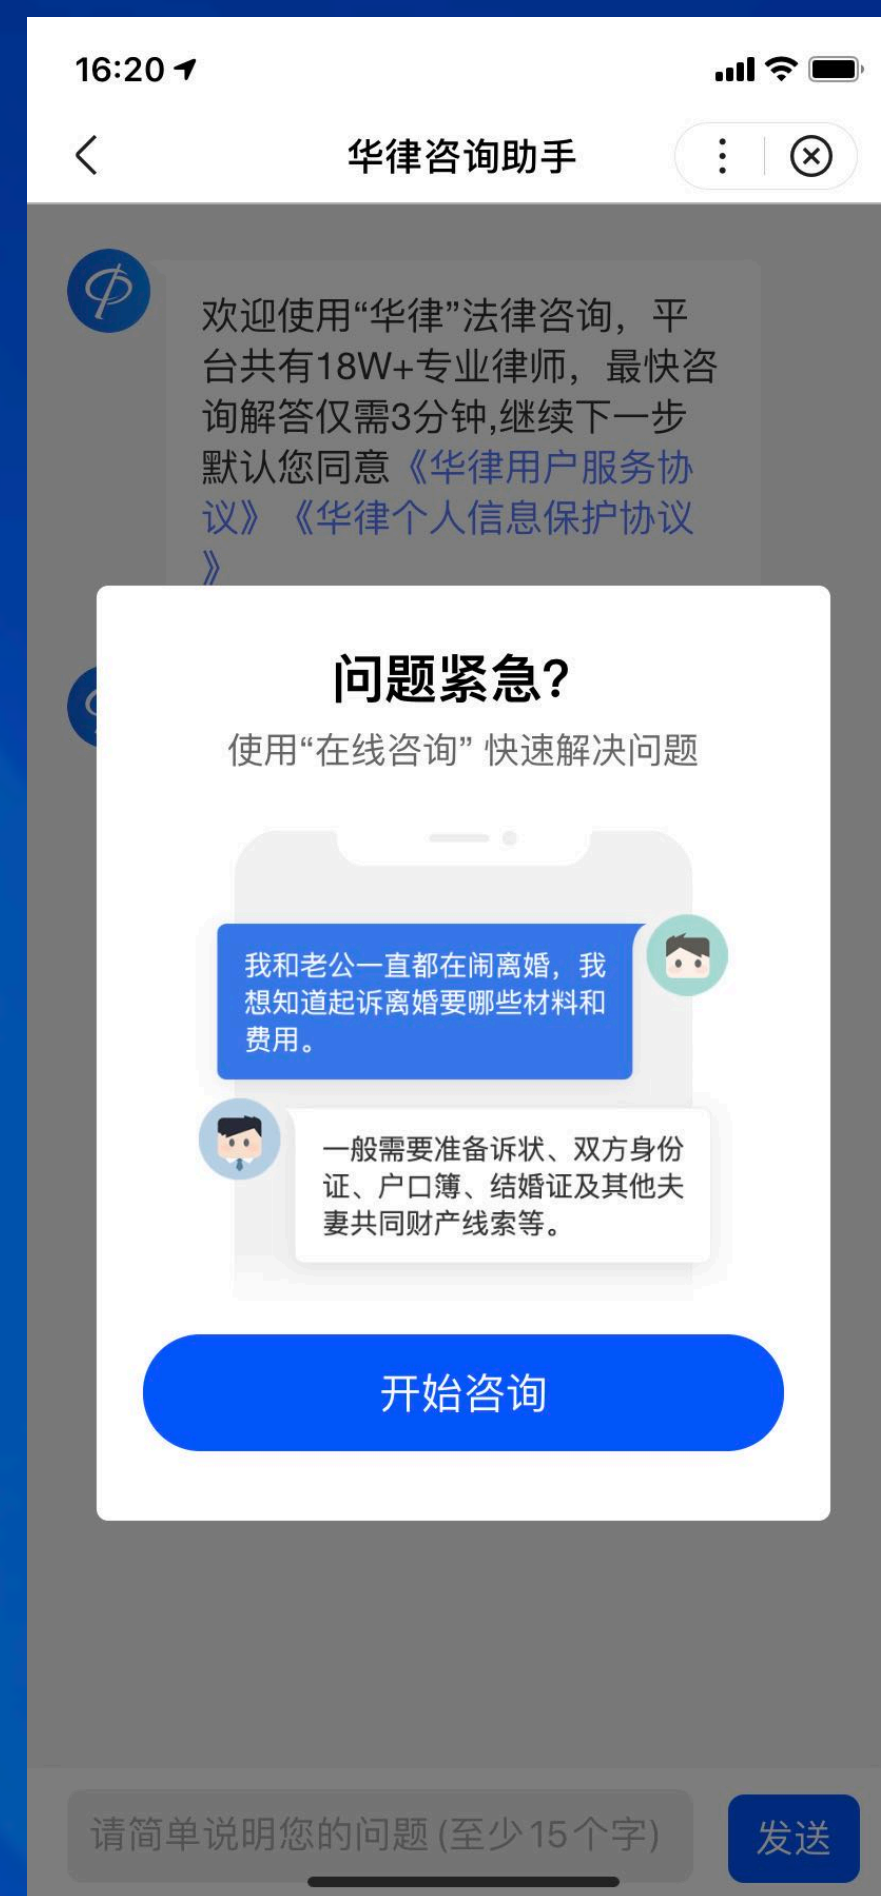 16:20
华律咨询助手
欢迎使用“华律”法律咨询，平
台共有18W+专业律师，最快咨
询解答仅需3分钟,继续下一步
默认您同意《华律用户服务协
议》《华律个人信息保护协议
》
问题紧急?
使用“在线咨询” 快速解决问题
我和老公一直都在闹离婚，我
想知道起诉离婚要哪些材料和
费用。
一般需要准备诉状、双方身份
证、户口簿、结婚证及其他夫
妻共同财产线索等。
开始咨询
请简单说明您的问题 (至少15个字)
发送